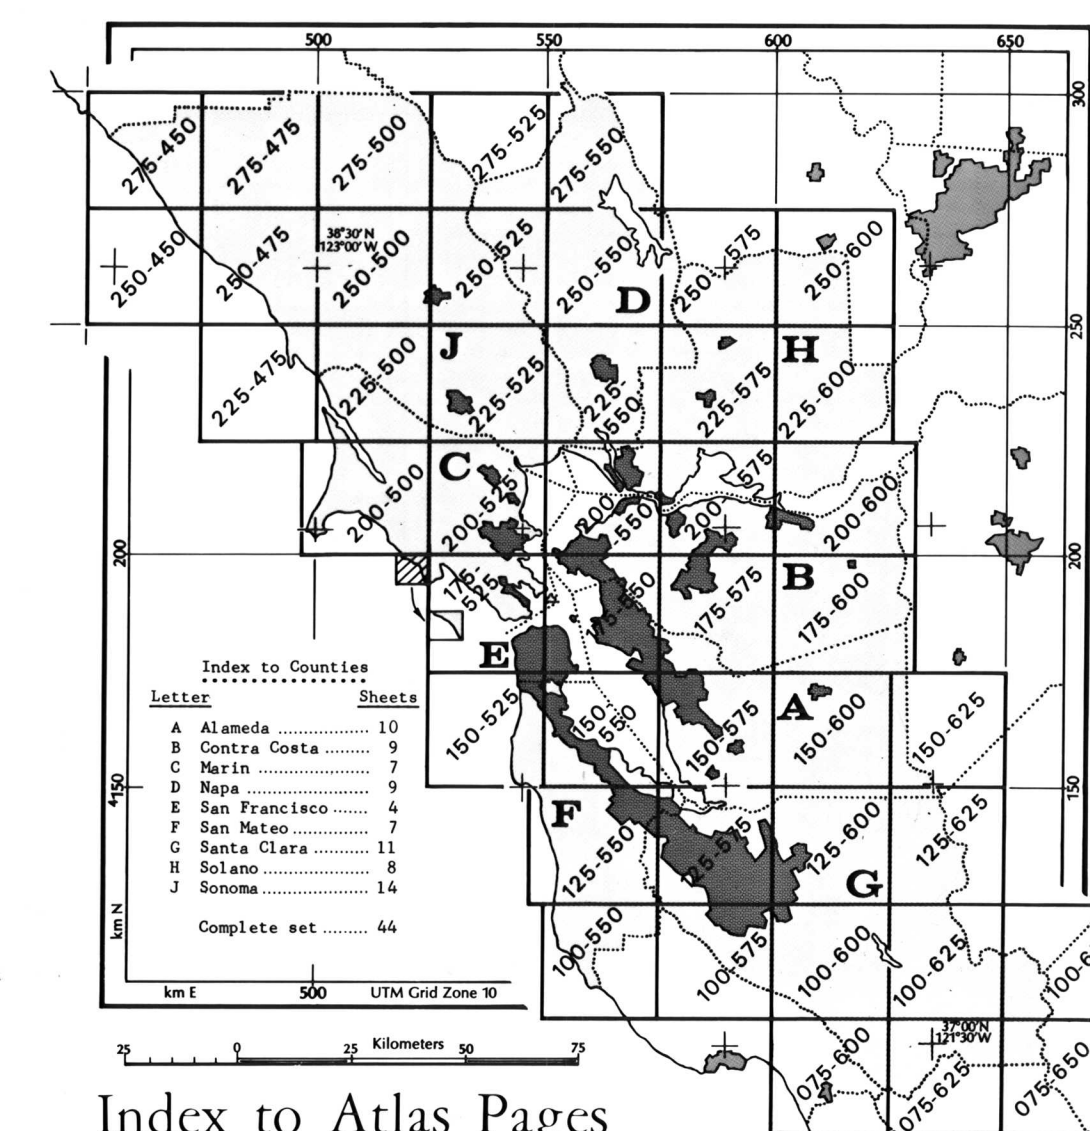 500 550 600 650
300
275-450 275-475 275-500 275-525 275-550
38°30'N
123°00'W
250-450 250-475 250-500 250-525 250-550 250-575 250-600
D
250
J H
225-475 225-500 225-525 225-550 225-575 225-600
C
200-500 200-525 200-550 200-575 200-600
200 200
B
175-525 175-550 175-575 175-600
E
Index to Counties
Letter Sheets
A Alameda 10
B Contra Costa 9
C Marin 7
D Napa 9
E San Francisco 4
F San Mateo 7
G Santa Clara 11
H Solano 8
J Sonoma 14
Complete set 44
A
150-525 150-550 150-575 150-600 150-625
4150 150
F
125-550 125-575 125-600 125-625
G
km N
100-550 100-575 100-600 100-625
km E 500 UTM Grid Zone 10
37°00'N
121°30'W
25 0 25 Kilometers 50 75
075-600 075-625 075-650
Index to Atlas Pages